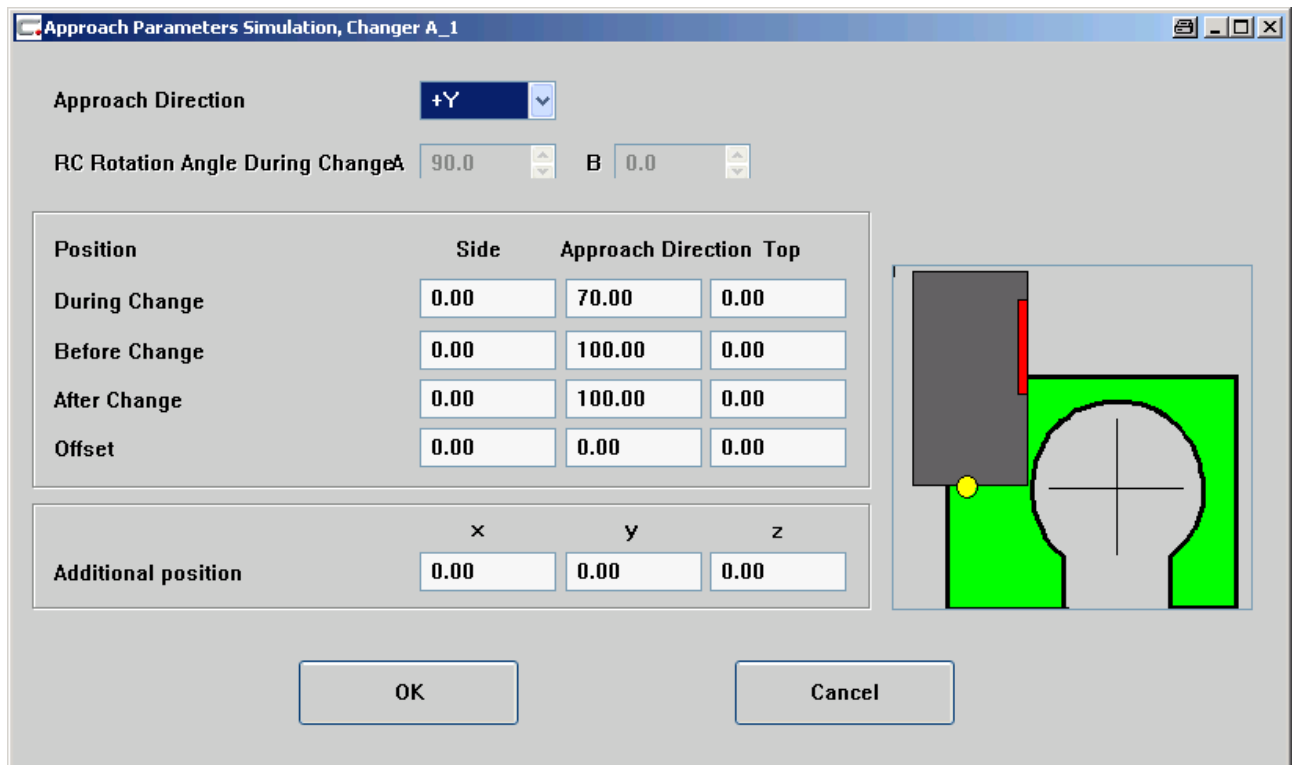 Approach Parameters Simulation, Changer A_1
Approach Direction +Y
RC Rotation Angle During ChangeA 90.0 B 0.0
Position Side Approach Direction Top
During Change 0.00 70.00 0.00
Before Change 0.00 100.00 0.00
After Change 0.00 100.00 0.00
Offset 0.00 0.00 0.00
x y z
Additional position 0.00 0.00 0.00
OK Cancel